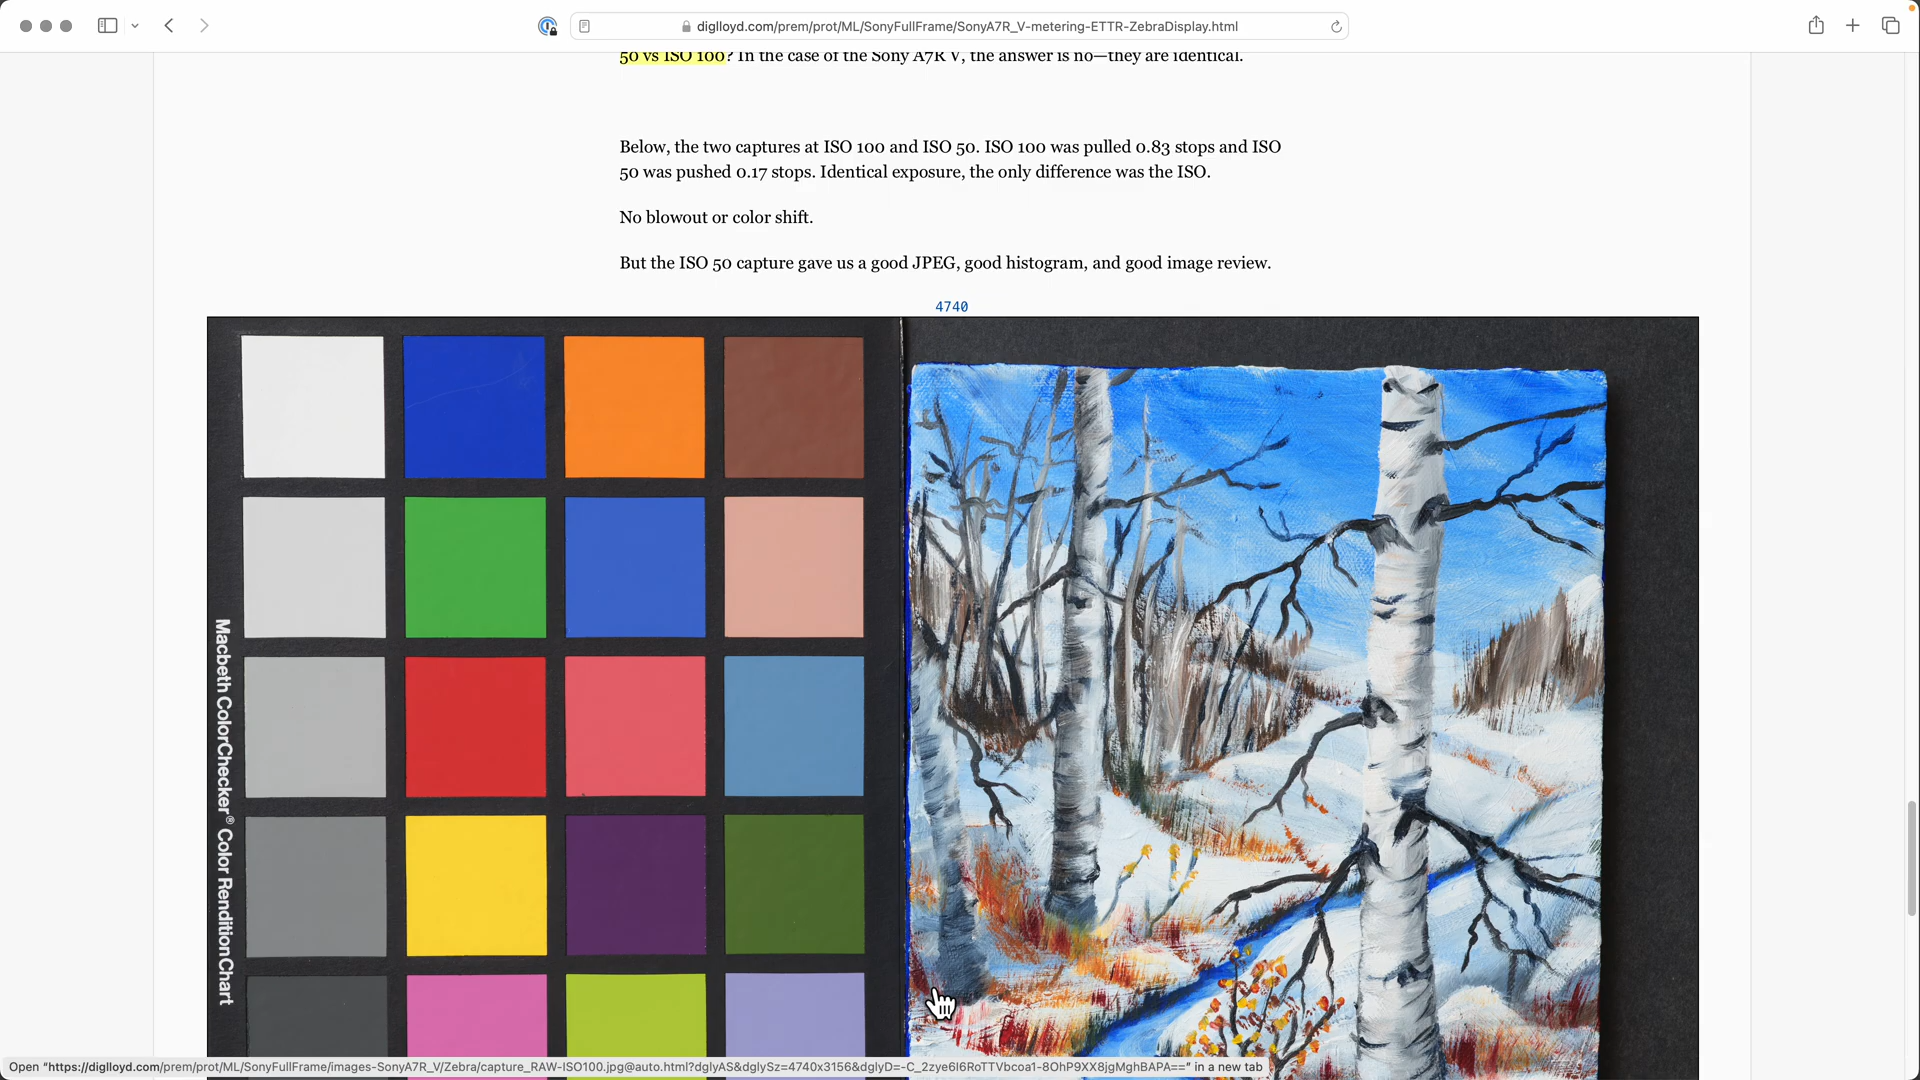 diglloyd.com/prem/prot/ML/SonyFullFrame/SonyA7R_V-metering-ETTR-ZebraDisplay.html
50 vs ISO 100? In the case of the Sony A7R V, the answer is no—they are identical.
Below, the two captures at ISO 100 and ISO 50. ISO 100 was pulled 0.83 stops and ISO
50 was pushed 0.17 stops. Identical exposure, the only difference was the ISO.
No blowout or color shift.
But the ISO 50 capture gave us a good JPEG, good histogram, and good image review.
4740
Macbeth ColorChecker® Color Rendition Chart
Open "https://diglloyd.com/prem/prot/ML/SonyFullFrame/images-SonyA7R_V/Zebra/capture_RAW-ISO100.jpg@auto.html?dglyAS&dglySz=4740x3156&dglyD=-C_2zye6I6RoTTVbcoa1-8OhP9XX8jgMghBAPA==" in a new tab